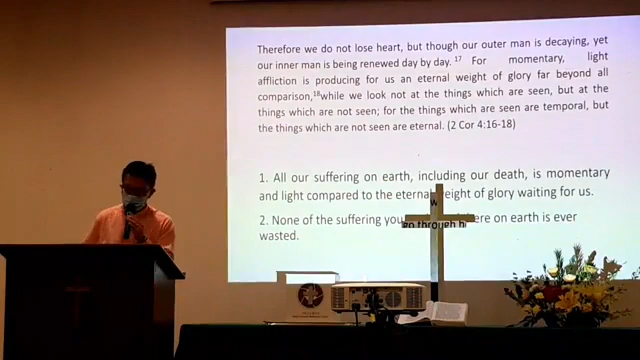 Therefore we do not lose heart, but though our outer man is decaying, yet
our inner man is being renewed day by day. 17 For momentary, light
affliction is producing for us an eternal weight of glory far beyond all
comparison,18while we look not at the things which are seen, but at the
things which are not seen; for the things which are seen are temporal, but
the things which are not seen are eternal. (2 Cor 4:16-18)
1. All our suffering on earth, including our death, is momentary
and light compared to the eternal weight of glory waiting for us.
2. None of the suffering you go through here on earth is ever
wasted.